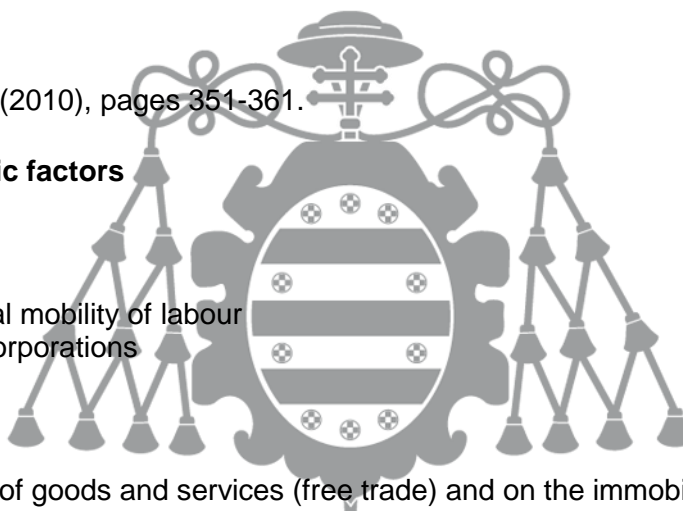 (2010), pages 351-361.
ic factors
al mobility of labour
orporations
of goods and services (free trade) and on the immobi